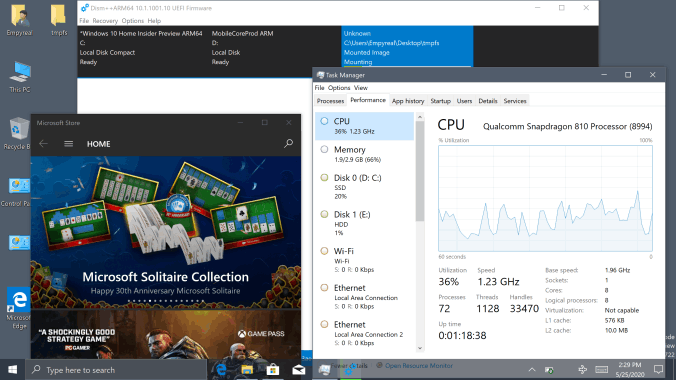 Empyreal
tmpfs
This PC
Recycle B
Control Pa
Microsoft
Edge
Dism++ARM64 10.1.1001.10 UEFI Firmware
File Recovery Options Help
*Windows 10 Home Insider Preview ARM64
C:
Local Disk Compact
Ready
MobileCoreProd ARM
D:
Local Disk
Ready
Unknown
C:\Users\Empyreal\Desktop\tmpfs
Mounted Image
Mounting
Microsoft Store
HOME
Microsoft Solitaire Collection
Happy 30th Anniversary Microsoft Solitaire
"A SHOCKINGLY GOOD
STRATEGY GAME"
PC GAMER
GAME PASS
Task Manager
File Options View
Processes Performance App history Startup Users Details Services
CPU
36% 1.23 GHz
Memory
1.9/2.9 GB (66%)
Disk 0 (D: C:)
SSD
20%
Disk 1 (E:)
HDD
1%
Wi-Fi
Wi-Fi
S: 0 R: 0 Kbps
Ethernet
Local Area Connection
S: 0 R: 0 Kbps
Ethernet
Local Area Connection 2
S: 0 R: 0 Kbps
CPU Qualcomm Snapdragon 810 Processor (8994)
% Utilization 100%
60 seconds 0
Utilization Speed
36% 1.23 GHz
Processes Threads Handles
72 1128 33470
Up time
0:01:18:38
Base speed: 1.96 GHz
Sockets: 1
Cores: 8
Logical processors: 8
Virtualization: Not capable
L1 cache: 576 KB
L2 cache: 10.0 MB
Open Resource Monitor
Type here to search
2:29 PM
5/25/2020